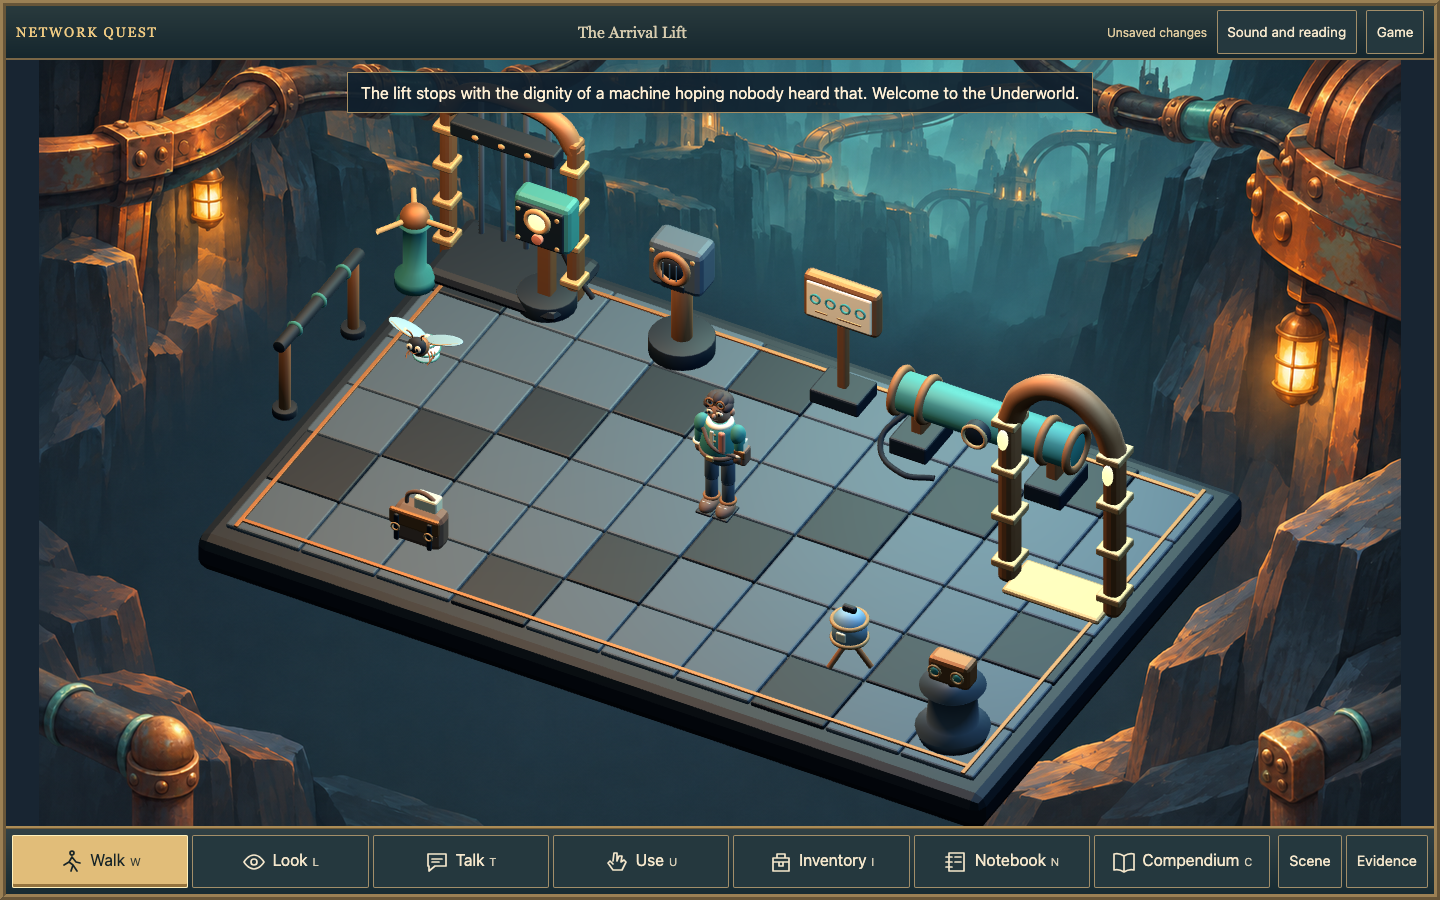 NETWORK QUEST
The Arrival Lift
Unsaved changes
Sound and reading
Game
The lift stops with the dignity of a machine hoping nobody heard that. Welcome to the Underworld.
Walk W
Look L
Talk T
Use U
Inventory I
Notebook N
Compendium C
Scene
Evidence